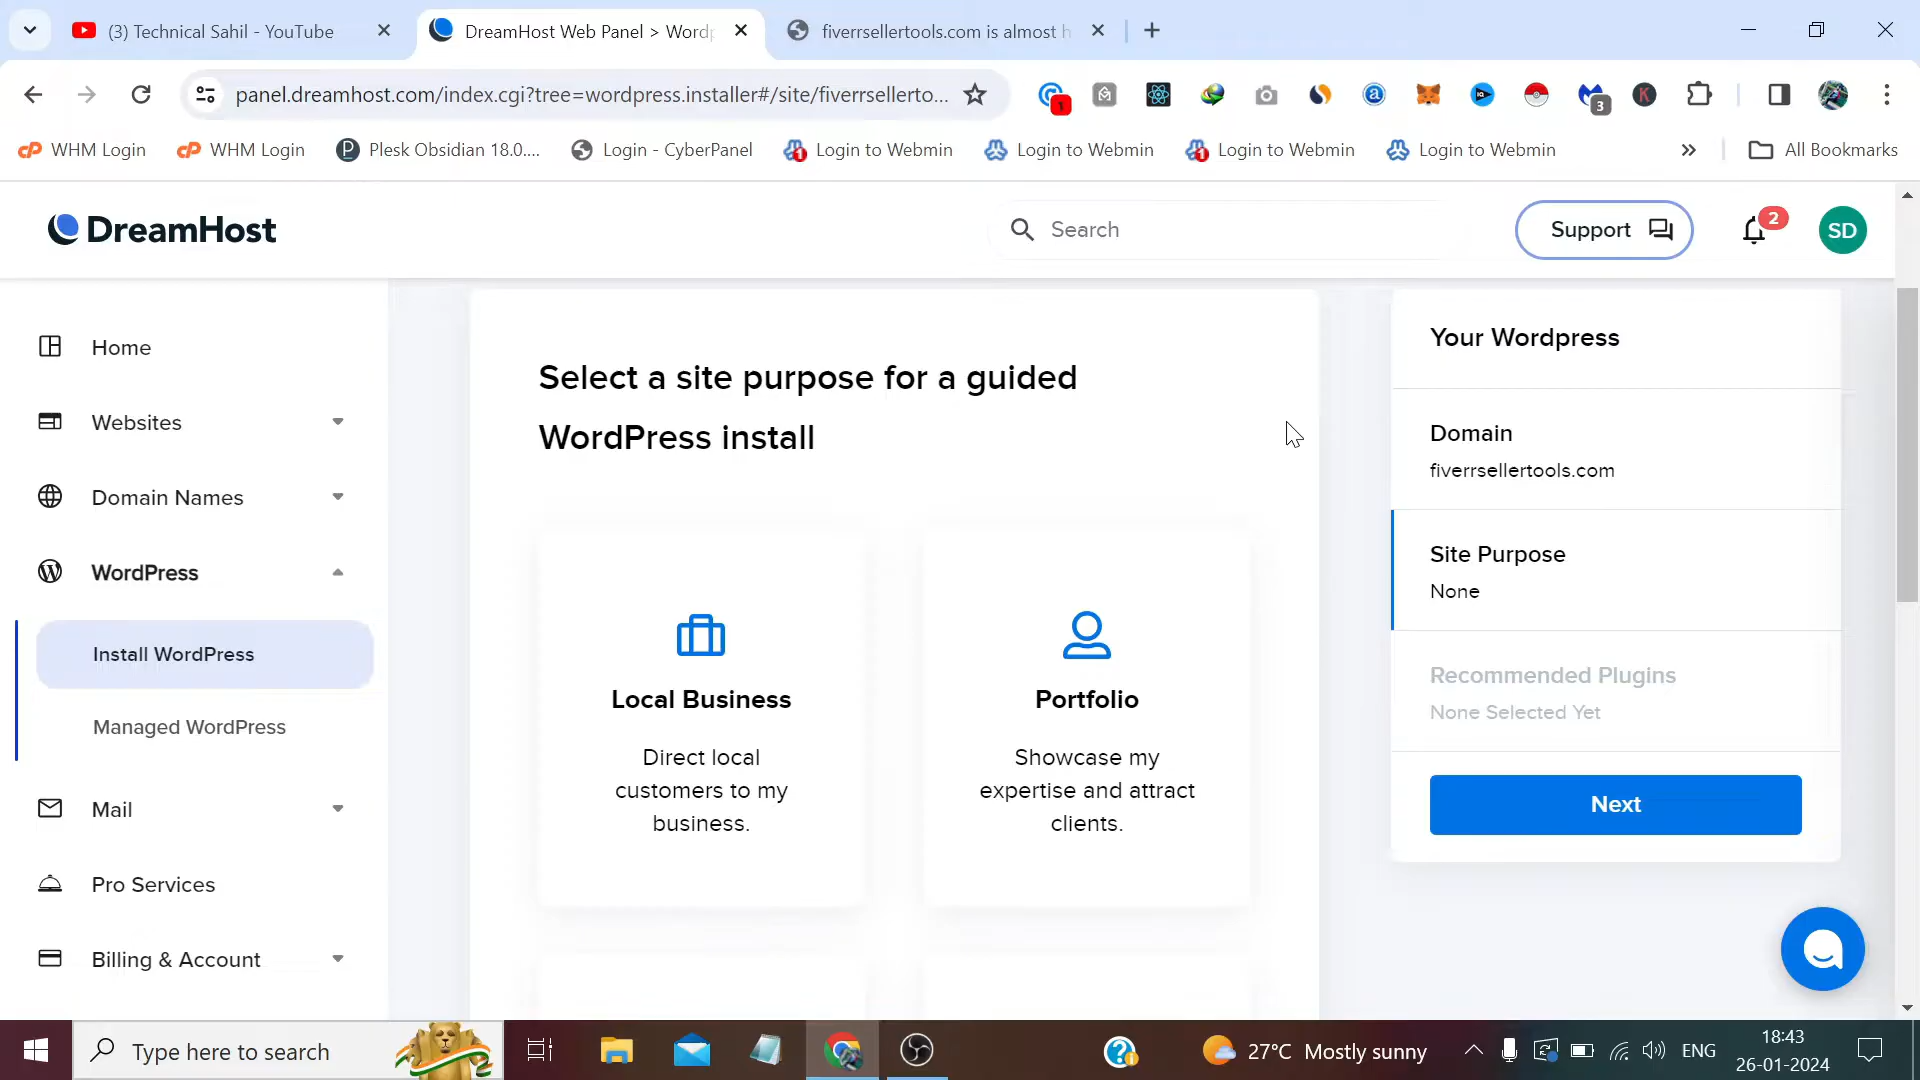 (3) Technical Sahil - YouTube
DreamHost Web Panel > Wordp
fiverrsellertools.com is almost h
panel.dreamhost.com/index.cgi?tree=wordpress.installer#/site/fiverrsellerto...
1
3
WHM Login
WHM Login
Plesk Obsidian 18.0....
Login - CyberPanel
Login to Webmin
Login to Webmin
Login to Webmin
Login to Webmin
All Bookmarks
DreamHost
Search
Support
2
SD
Home
Websites
Domain Names
WordPress
Install WordPress
Managed WordPress
Mail
Pro Services
Billing & Account
Select a site purpose for a guided
WordPress install
Local Business
Direct local
customers to my
business.
Portfolio
Showcase my
expertise and attract
clients.
Your Wordpress
Domain
fiverrsellertools.com
Site Purpose
None
Recommended Plugins
None Selected Yet
Next
Type here to search
27°C Mostly sunny
ENG
18:43
26-01-2024